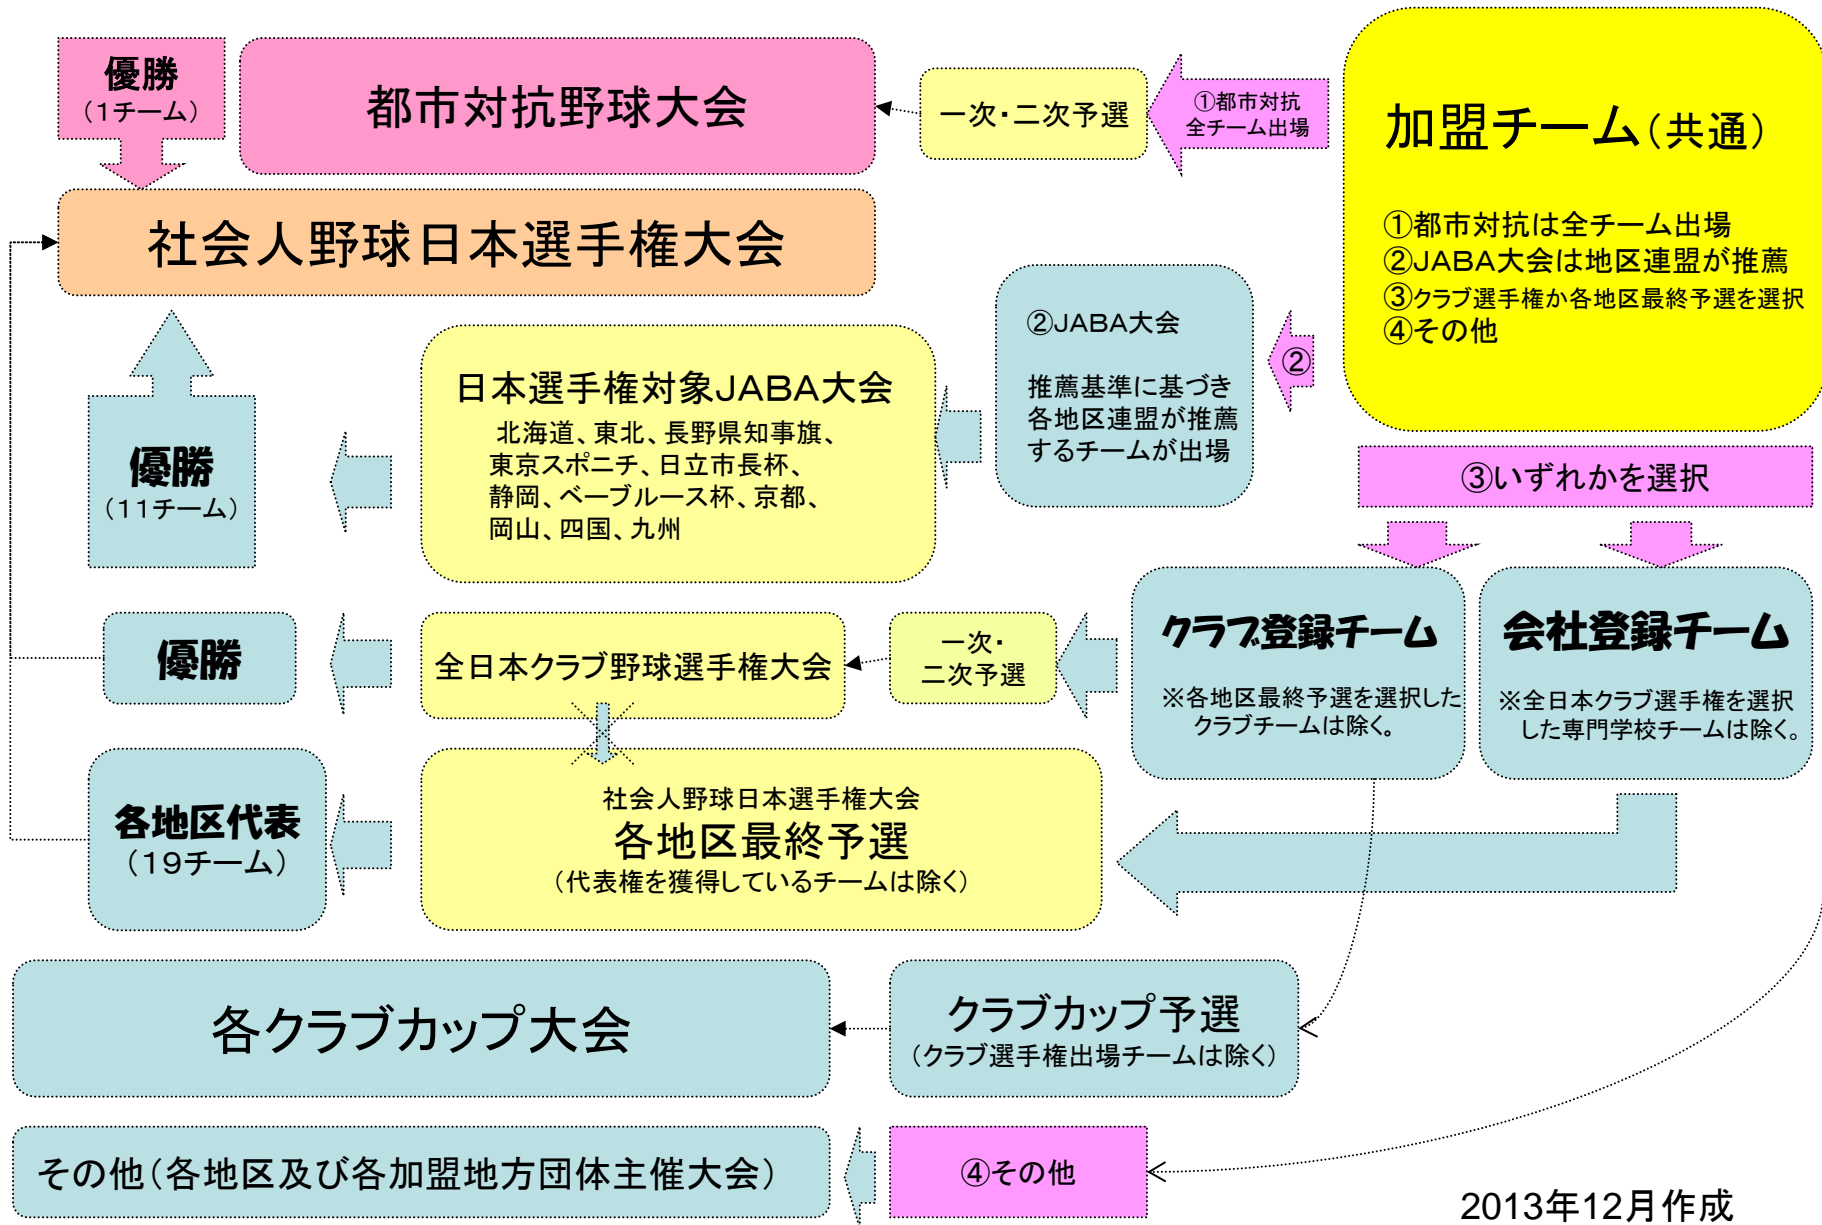 優勝
（1チーム）
都市対抗野球大会
一次・二次予選
①都市対抗
全チーム出場
加盟チーム（共通）
①都市対抗は全チーム出場
②JABA大会は地区連盟が推薦
③クラブ選手権か各地区最終予選を選択
④その他
社会人野球日本選手権大会
②JABA大会
推薦基準に基づき
各地区連盟が推薦
するチームが出場
②
日本選手権対象JABA大会
北海道、東北、長野県知事旗、
東京スポニチ、日立市長杯、
静岡、ベーブルース杯、京都、
岡山、四国、九州
優勝
（11チーム）
③いずれかを選択
クラブ登録チーム
※各地区最終予選を選択した
クラブチームは除く。
会社登録チーム
※全日本クラブ選手権を選択
した専門学校チームは除く。
一次・
二次予選
全日本クラブ野球選手権大会
優勝
社会人野球日本選手権大会
各地区最終予選
（代表権を獲得しているチームは除く）
各地区代表
（19チーム）
各クラブカップ大会
クラブカップ予選
（クラブ選手権出場チームは除く）
その他（各地区及び各加盟地方団体主催大会）
④その他
2013年12月作成